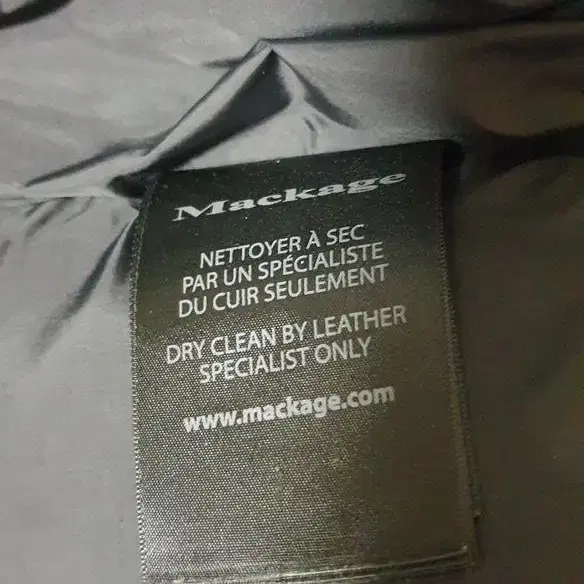 Mackage
NETTOYER À SEC
PAR UN SPÉCIALISTE
DU CUIR SEULEMENT
DRY CLEAN BY LEATHER
SPECIALIST ONLY
www.mackage.com